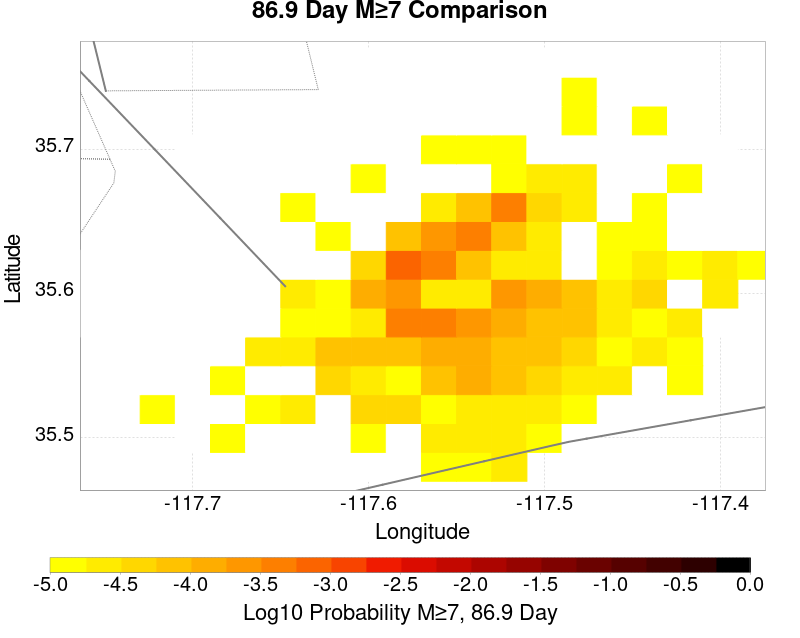 86.9 Day M≥7 Comparison
35.7
35.6
35.5
Latitude
-117.7 -117.6 -117.5 -117.4
Longitude
-5.0 -4.5 -4.0 -3.5 -3.0 -2.5 -2.0 -1.5 -1.0 -0.5 0.0
Log10 Probability M≥7, 86.9 Day